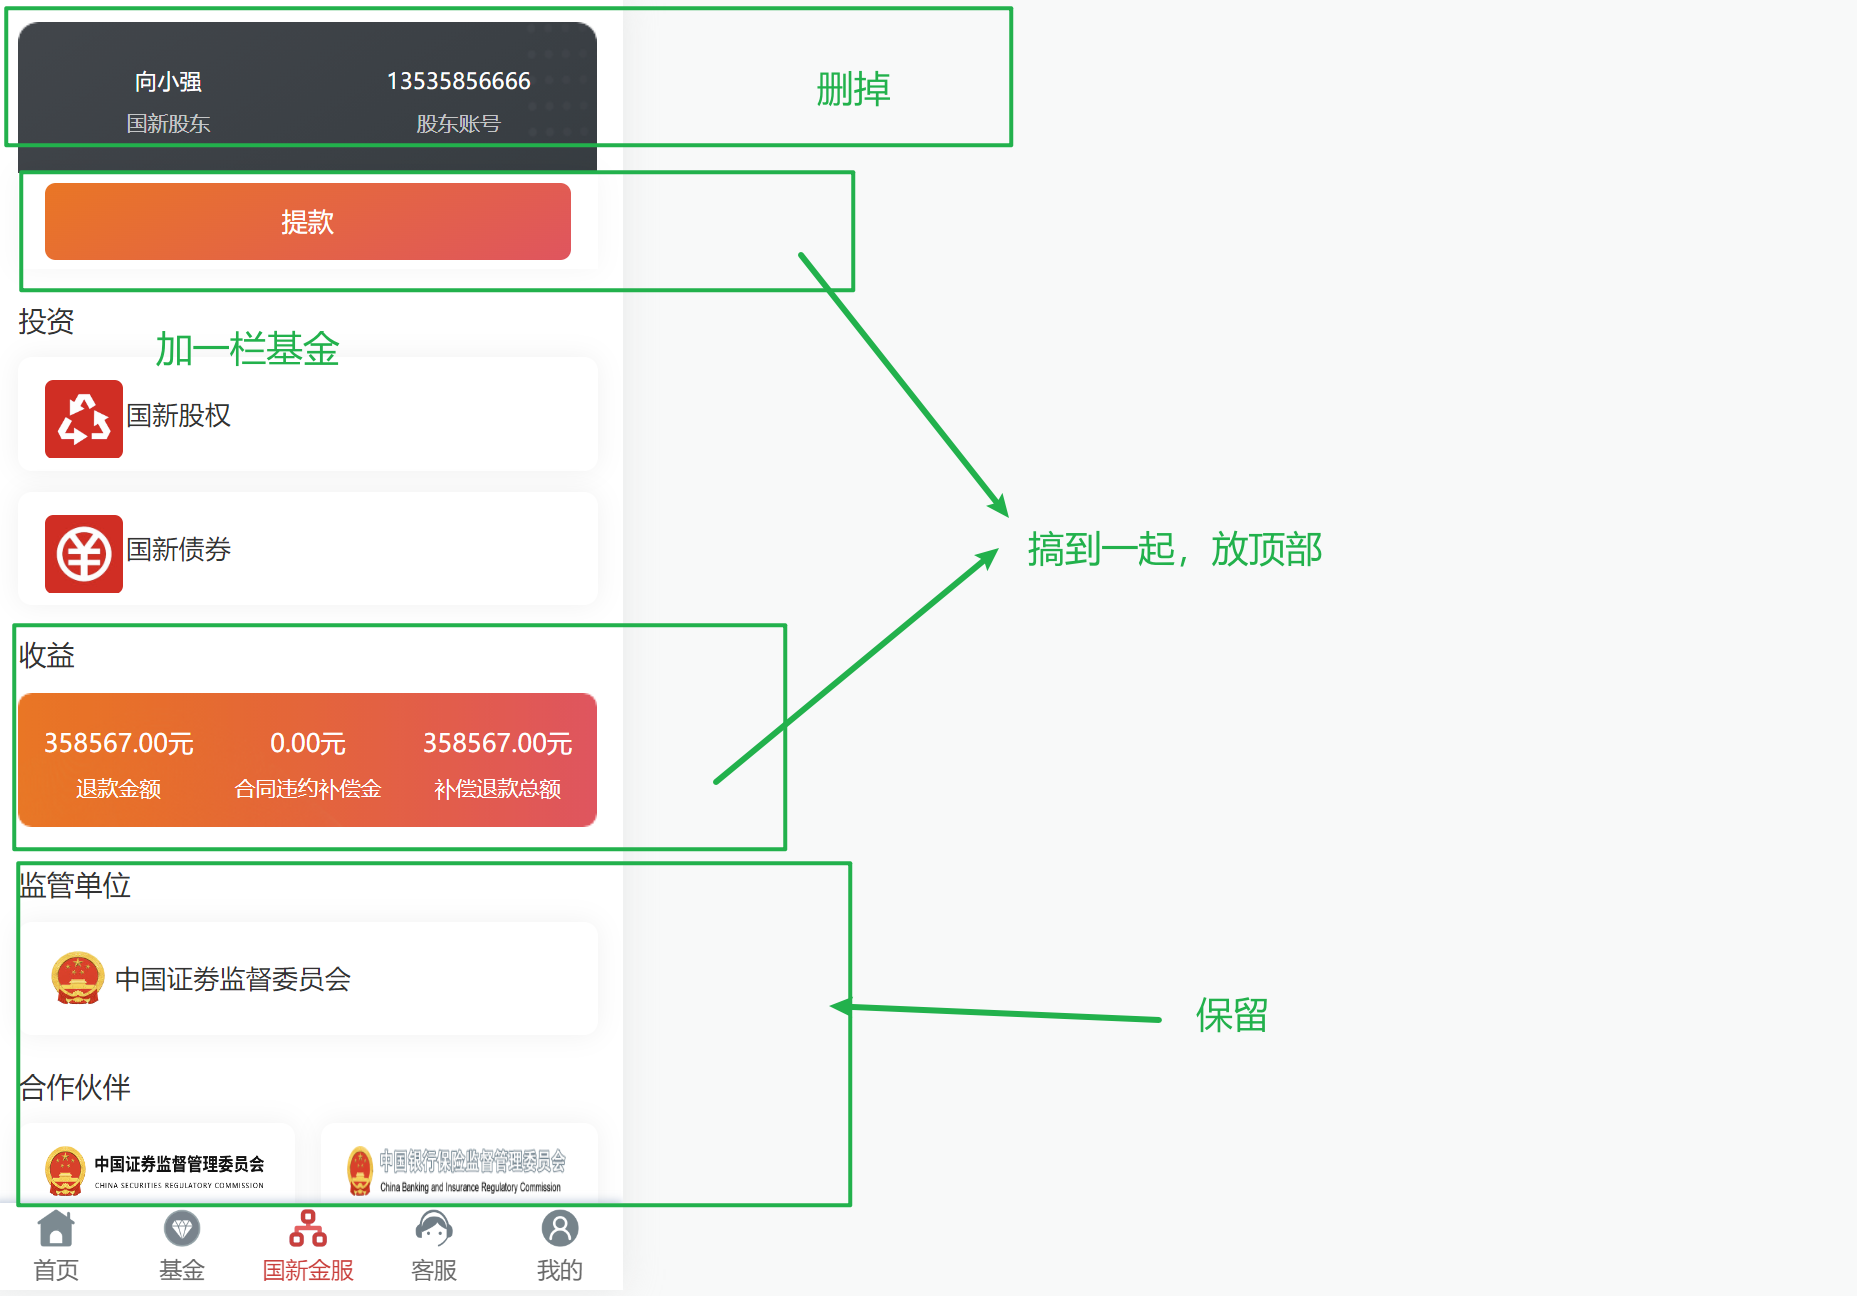 向小强
13535856666
国新股东
股东账号
删掉
提款
投资
加一栏基金
国新股权
国新债券
搞到一起，放顶部
收益
358567.00元
0.00元
358567.00元
退款金额
合同违约补偿金
补偿退款总额
监管单位
中国证券监督委员会
保留
合作伙伴
中国证券监督管理委员会
CHINA SECURITIES REGULATORY COMMISSION
中国银行保险监督管理委员会
China Banking and Insurance Regulatory Commission
首页
基金
国新金服
客服
我的